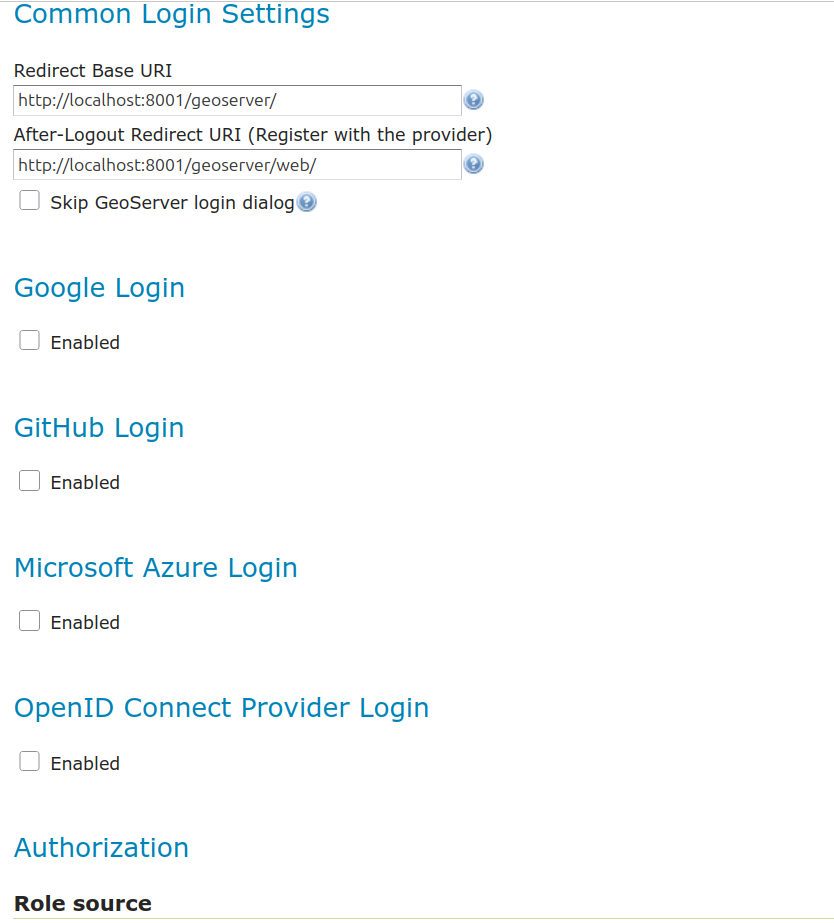 Common Login Settings
Redirect Base URI
http://localhost:8001/geoserver/
After-Logout Redirect URI (Register with the provider)
http://localhost:8001/geoserver/web/
Skip GeoServer login dialog
Google Login
Enabled
GitHub Login
Enabled
Microsoft Azure Login
Enabled
OpenID Connect Provider Login
Enabled
Authorization
Role source